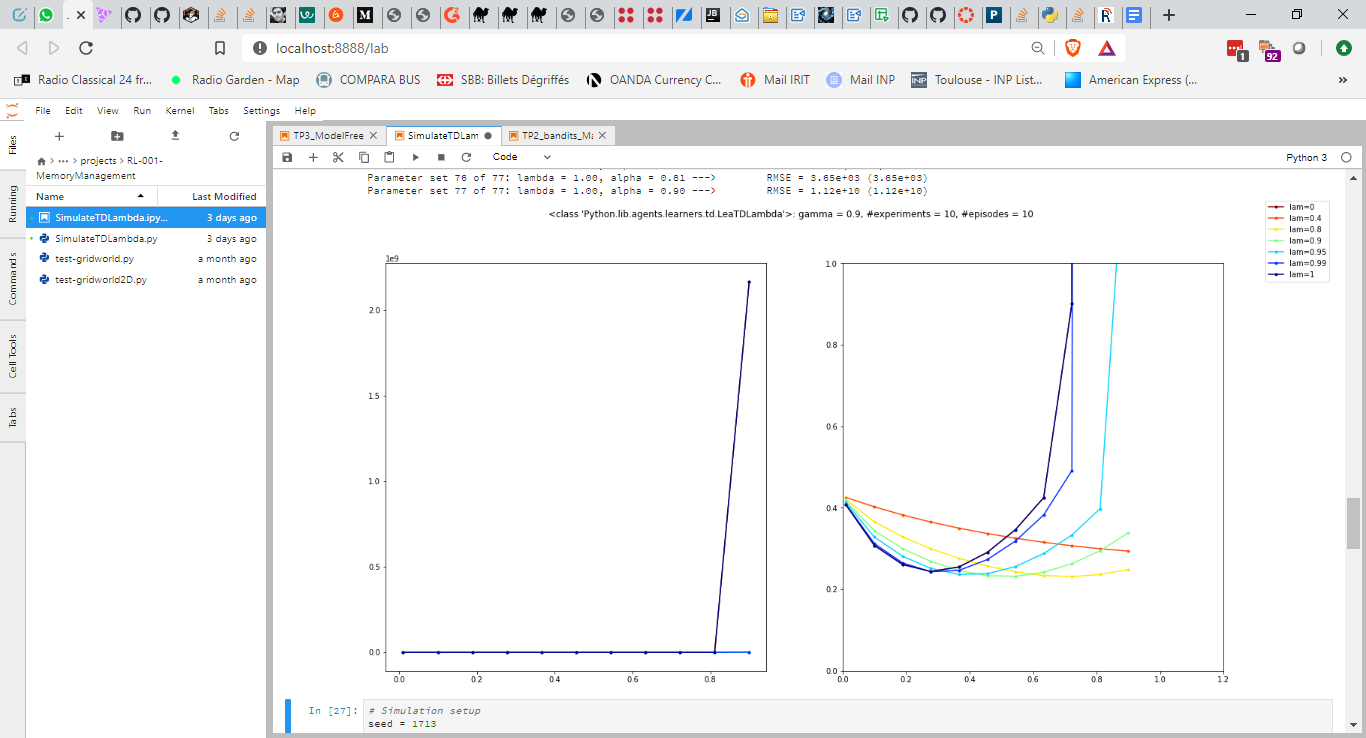 localhost:8888/lab
1
92
Radio Classical 24 fr... Radio Garden - Map COMPARA BUS SBB: Billets Dégriffés OANDA Currency C... Mail IRIT Mail INP Toulouse - INP List... American Express (...
File Edit View Run Kernel Tabs Settings Help
Files
Running
Commands
Cell Tools
Tabs
··· > projects > RL-001-
MemoryManagement
Name Last Modified
SimulateTDLambda.ipy... 3 days ago
SimulateTDLambda.py 3 days ago
test-gridworld.py a month ago
test-gridworld2D.py a month ago
TP3_ModelFree SimulateTDLam TP2_bandits_Ma
Code Python 3
Parameter set 76 of 77: lambda = 1.00, alpha = 0.81 ---> RMSE = 3.65e+03 (3.65e+03)
Parameter set 77 of 77: lambda = 1.00, alpha = 0.90 ---> RMSE = 1.12e+10 (1.12e+10)
<class 'Python.lib.agents.learners.td.LeaTDLambda'>: gamma = 0.9, #experiments = 10, #episodes = 10
lam=0
lam=0.4
lam=0.8
lam=0.9
lam=0.95
lam=0.99
lam=1
1e9
2.0
1.5
1.0
0.5
0.0
0.0 0.2 0.4 0.6 0.8
1.0
0.8
0.6
0.4
0.2
0.0
0.0 0.2 0.4 0.6 0.8 1.0 1.2
In [27]: # Simulation setup
seed = 1713